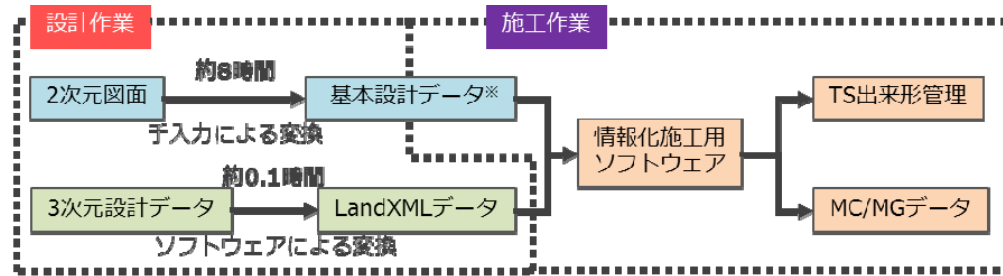 設計作業
施工作業
約8時間
2次元図面
基本設計データ※
TS出来形管理
手入力による変換
情報化施工用
ソフトウェア
約0.1時間
3次元設計データ
LandXMLデータ
MC/MGデータ
ソフトウェアによる変換